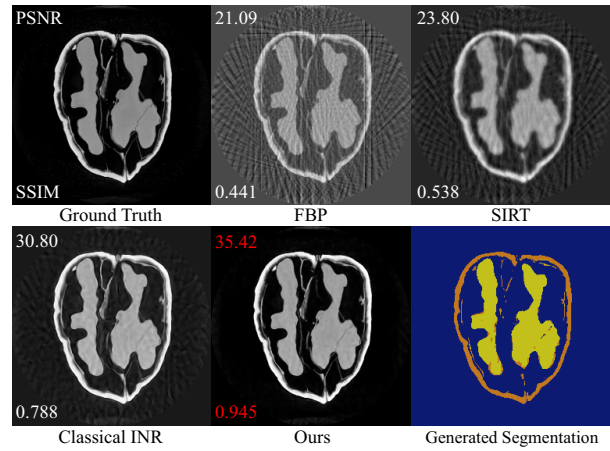 PSNR
21.09
23.80
SSIM
0.441
0.538
Ground Truth
FBP
SIRT
30.80
35.42
0.788
0.945
Classical INR
Ours
Generated Segmentation